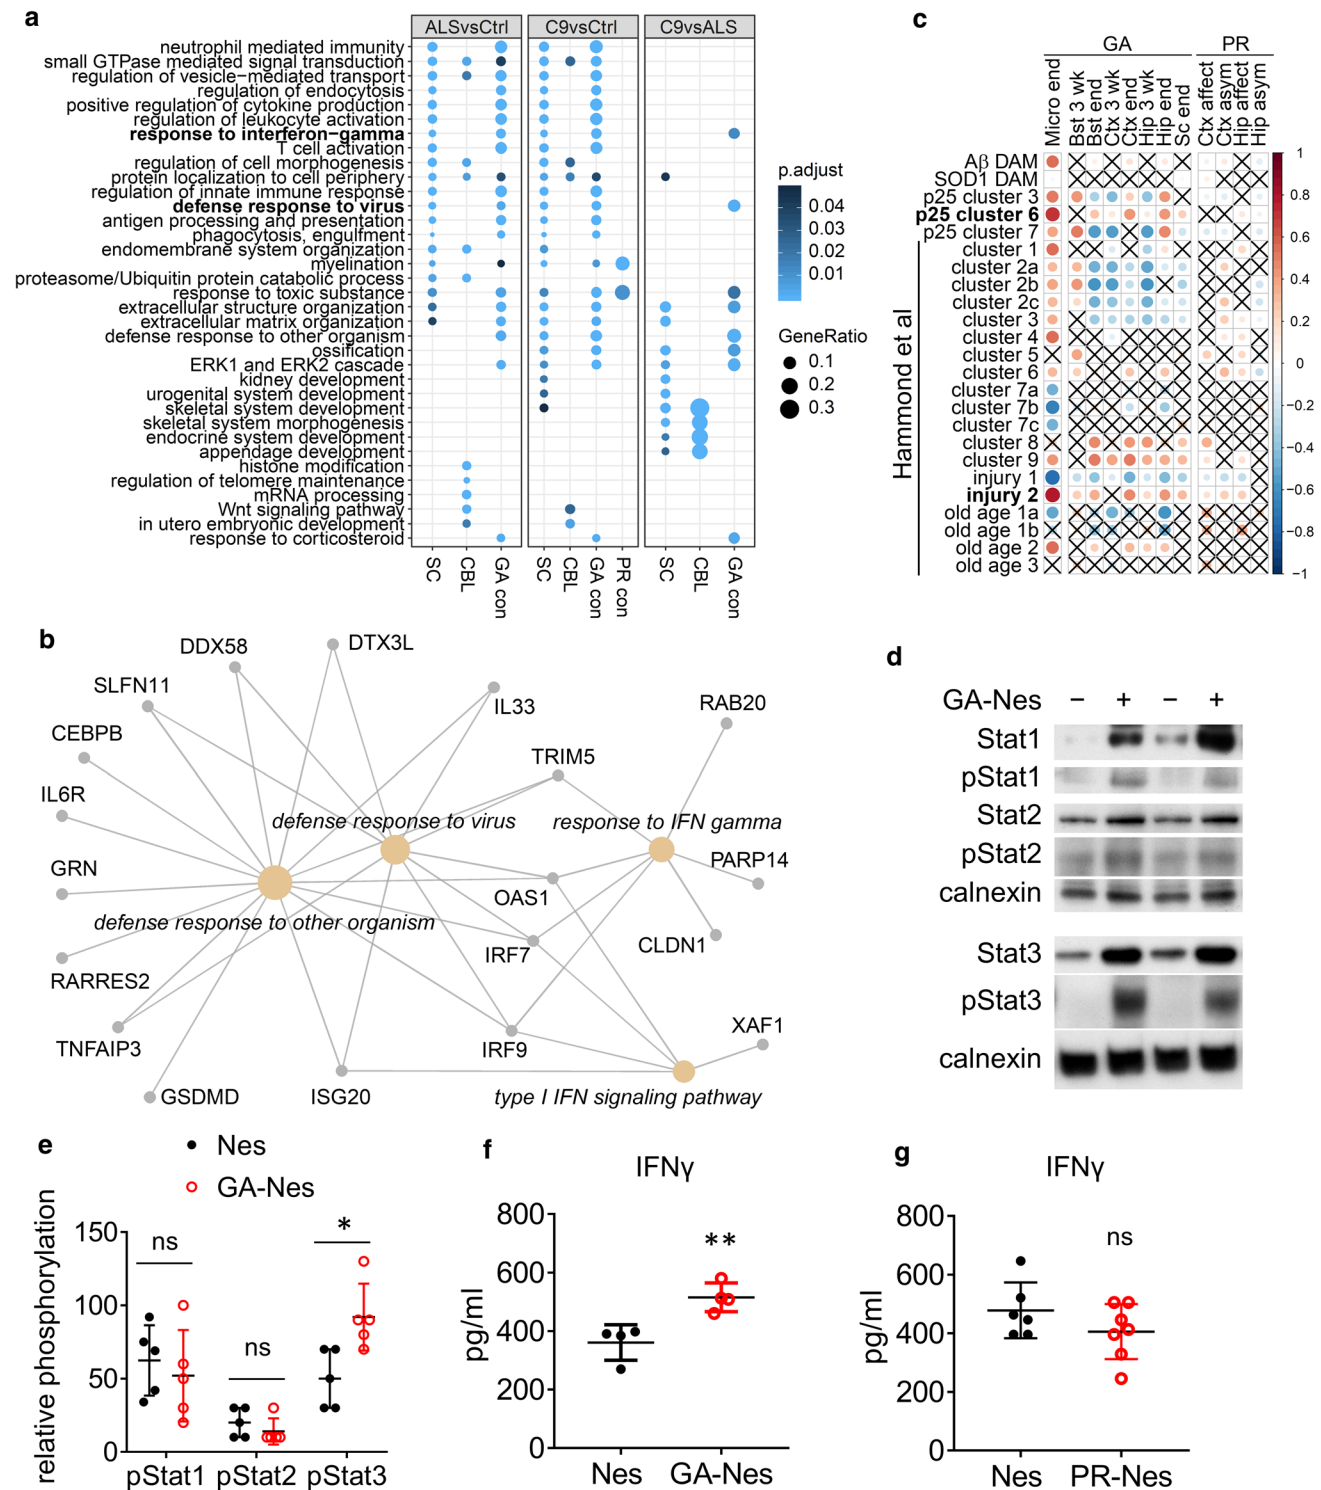 a
ALSvsCtrl C9vsCtrl C9vsALS
neutrophil mediated immunity
small GTPase mediated signal transduction
regulation of vesicle−mediated transport
regulation of endocytosis
positive regulation of cytokine production
regulation of leukocyte activation
response to interferon−gamma
T cell activation
regulation of cell morphogenesis
protein localization to cell periphery
regulation of innate immune response
defense response to virus
antigen processing and presentation
phagocytosis, engulfment
endomembrane system organization
myelination
proteasome/Ubiquitin protein catabolic process
response to toxic substance
extracellular structure organization
extracellular matrix organization
defense response to other organism
ossification
ERK1 and ERK2 cascade
kidney development
urogenital system development
skeletal system development
skeletal system morphogenesis
endocrine system development
appendage development
histone modification
regulation of telomere maintenance
mRNA processing
Wnt signaling pathway
in utero embryonic development
response to corticosteroid
SC CBL GA con SC CBL GA con PR con SC CBL GA con
p.adjust
0.04
0.03
0.02
0.01
GeneRatio
0.1
0.2
0.3
c
GA PR
Micro end Bst 3 wk Bst end Ctx 3 wk Ctx end Hip 3 wk Hip end Sc end Ctx affect Ctx asym Hip affect Hip asym
Aβ DAM
SOD1 DAM
p25 cluster 3
p25 cluster 6
p25 cluster 7
cluster 1
cluster 2a
cluster 2b
cluster 2c
cluster 3
cluster 4
cluster 5
cluster 6
cluster 7a
cluster 7b
cluster 7c
cluster 8
cluster 9
injury 1
injury 2
old age 1a
old age 1b
old age 2
old age 3
Hammond et al
1
0.8
0.6
0.4
0.2
0
−0.2
−0.4
−0.6
−0.8
−1
b
DDX58
DTX3L
SLFN11
IL33
RAB20
CEBPB
TRIM5
IL6R
defense response to virus
response to IFN gamma
GRN
PARP14
OAS1
defense response to other organism
CLDN1
IRF7
RARRES2
XAF1
TNFAIP3
IRF9
GSDMD
ISG20
type I IFN signaling pathway
d
GA-Nes − + − +
Stat1
pStat1
Stat2
pStat2
calnexin
Stat3
pStat3
calnexin
e
Nes
GA-Nes
relative phosphorylation
150
100
50
0
ns
ns
*
pStat1 pStat2 pStat3
f
IFNγ
pg/ml
800
600
400
200
0
**
Nes GA-Nes
g
IFNγ
pg/ml
800
600
400
200
0
ns
Nes PR-Nes